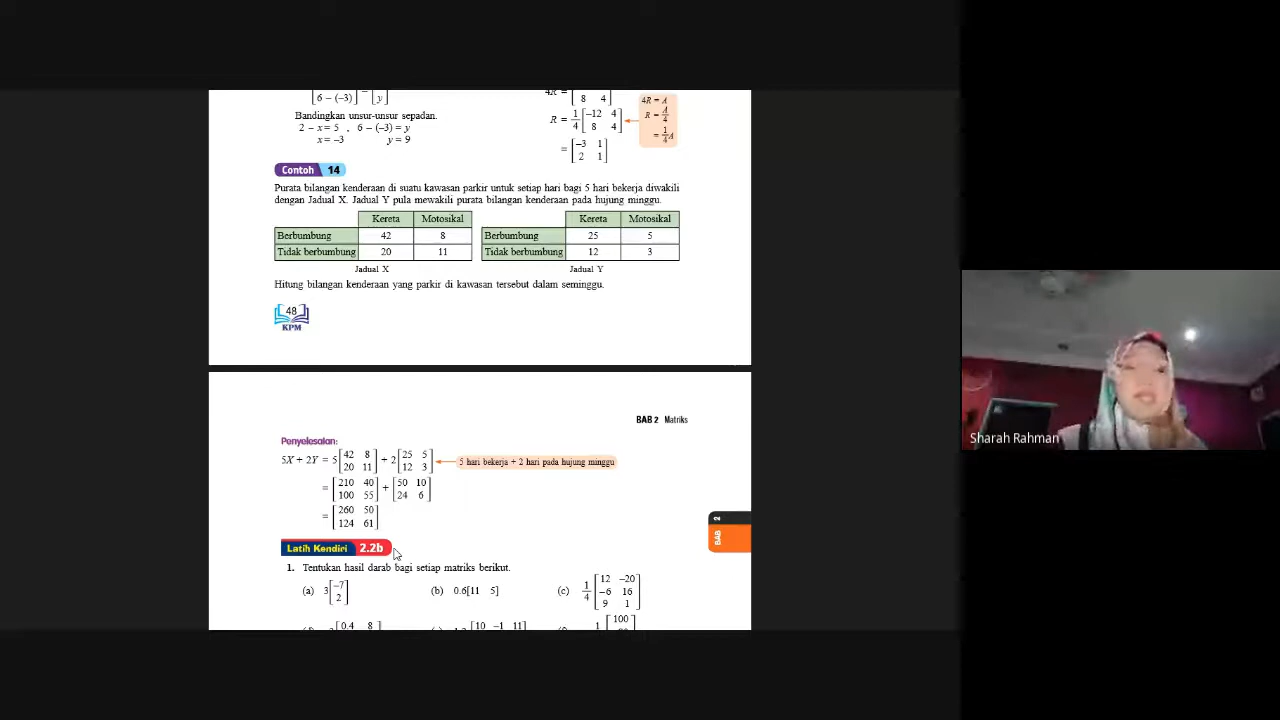 4R =
8 4
6 – (–3) = y
4R = A
R = A/4
= 1/4 A
Bandingkan unsur-unsur sepadan.
2 – x = 5 , 6 – (–3) = y
x = –3 y = 9
R = 1/4 [–12 4
8 4]
= [–3 1
2 1]
Contoh 14
Purata bilangan kenderaan di suatu kawasan parkir untuk setiap hari bagi 5 hari bekerja diwakili
dengan Jadual X. Jadual Y pula mewakili purata bilangan kenderaan pada hujung minggu.
Kereta Motosikal
Berbumbung 42 8
Tidak berbumbung 20 11
Jadual X
Kereta Motosikal
Berbumbung 25 5
Tidak berbumbung 12 3
Jadual Y
Hitung bilangan kenderaan yang parkir di kawasan tersebut dalam seminggu.
48
KPM
BAB 2 Matriks
Penyelesaian:
5X + 2Y = 5[42 8
20 11] + 2[25 5
12 3]
5 hari bekerja + 2 hari pada hujung minggu
= [210 40
100 55] + [50 10
24 6]
= [260 50
124 61]
2
BAB
Latih Kendiri 2.2b
1. Tentukan hasil darab bagi setiap matriks berikut.
(a) 3[–7
2]
(b) 0.6[11 5]
(c) 1/4 [12 –20
–6 16
9 1]
0.4 8
10 –1 11
1 100
Sharah Rahman